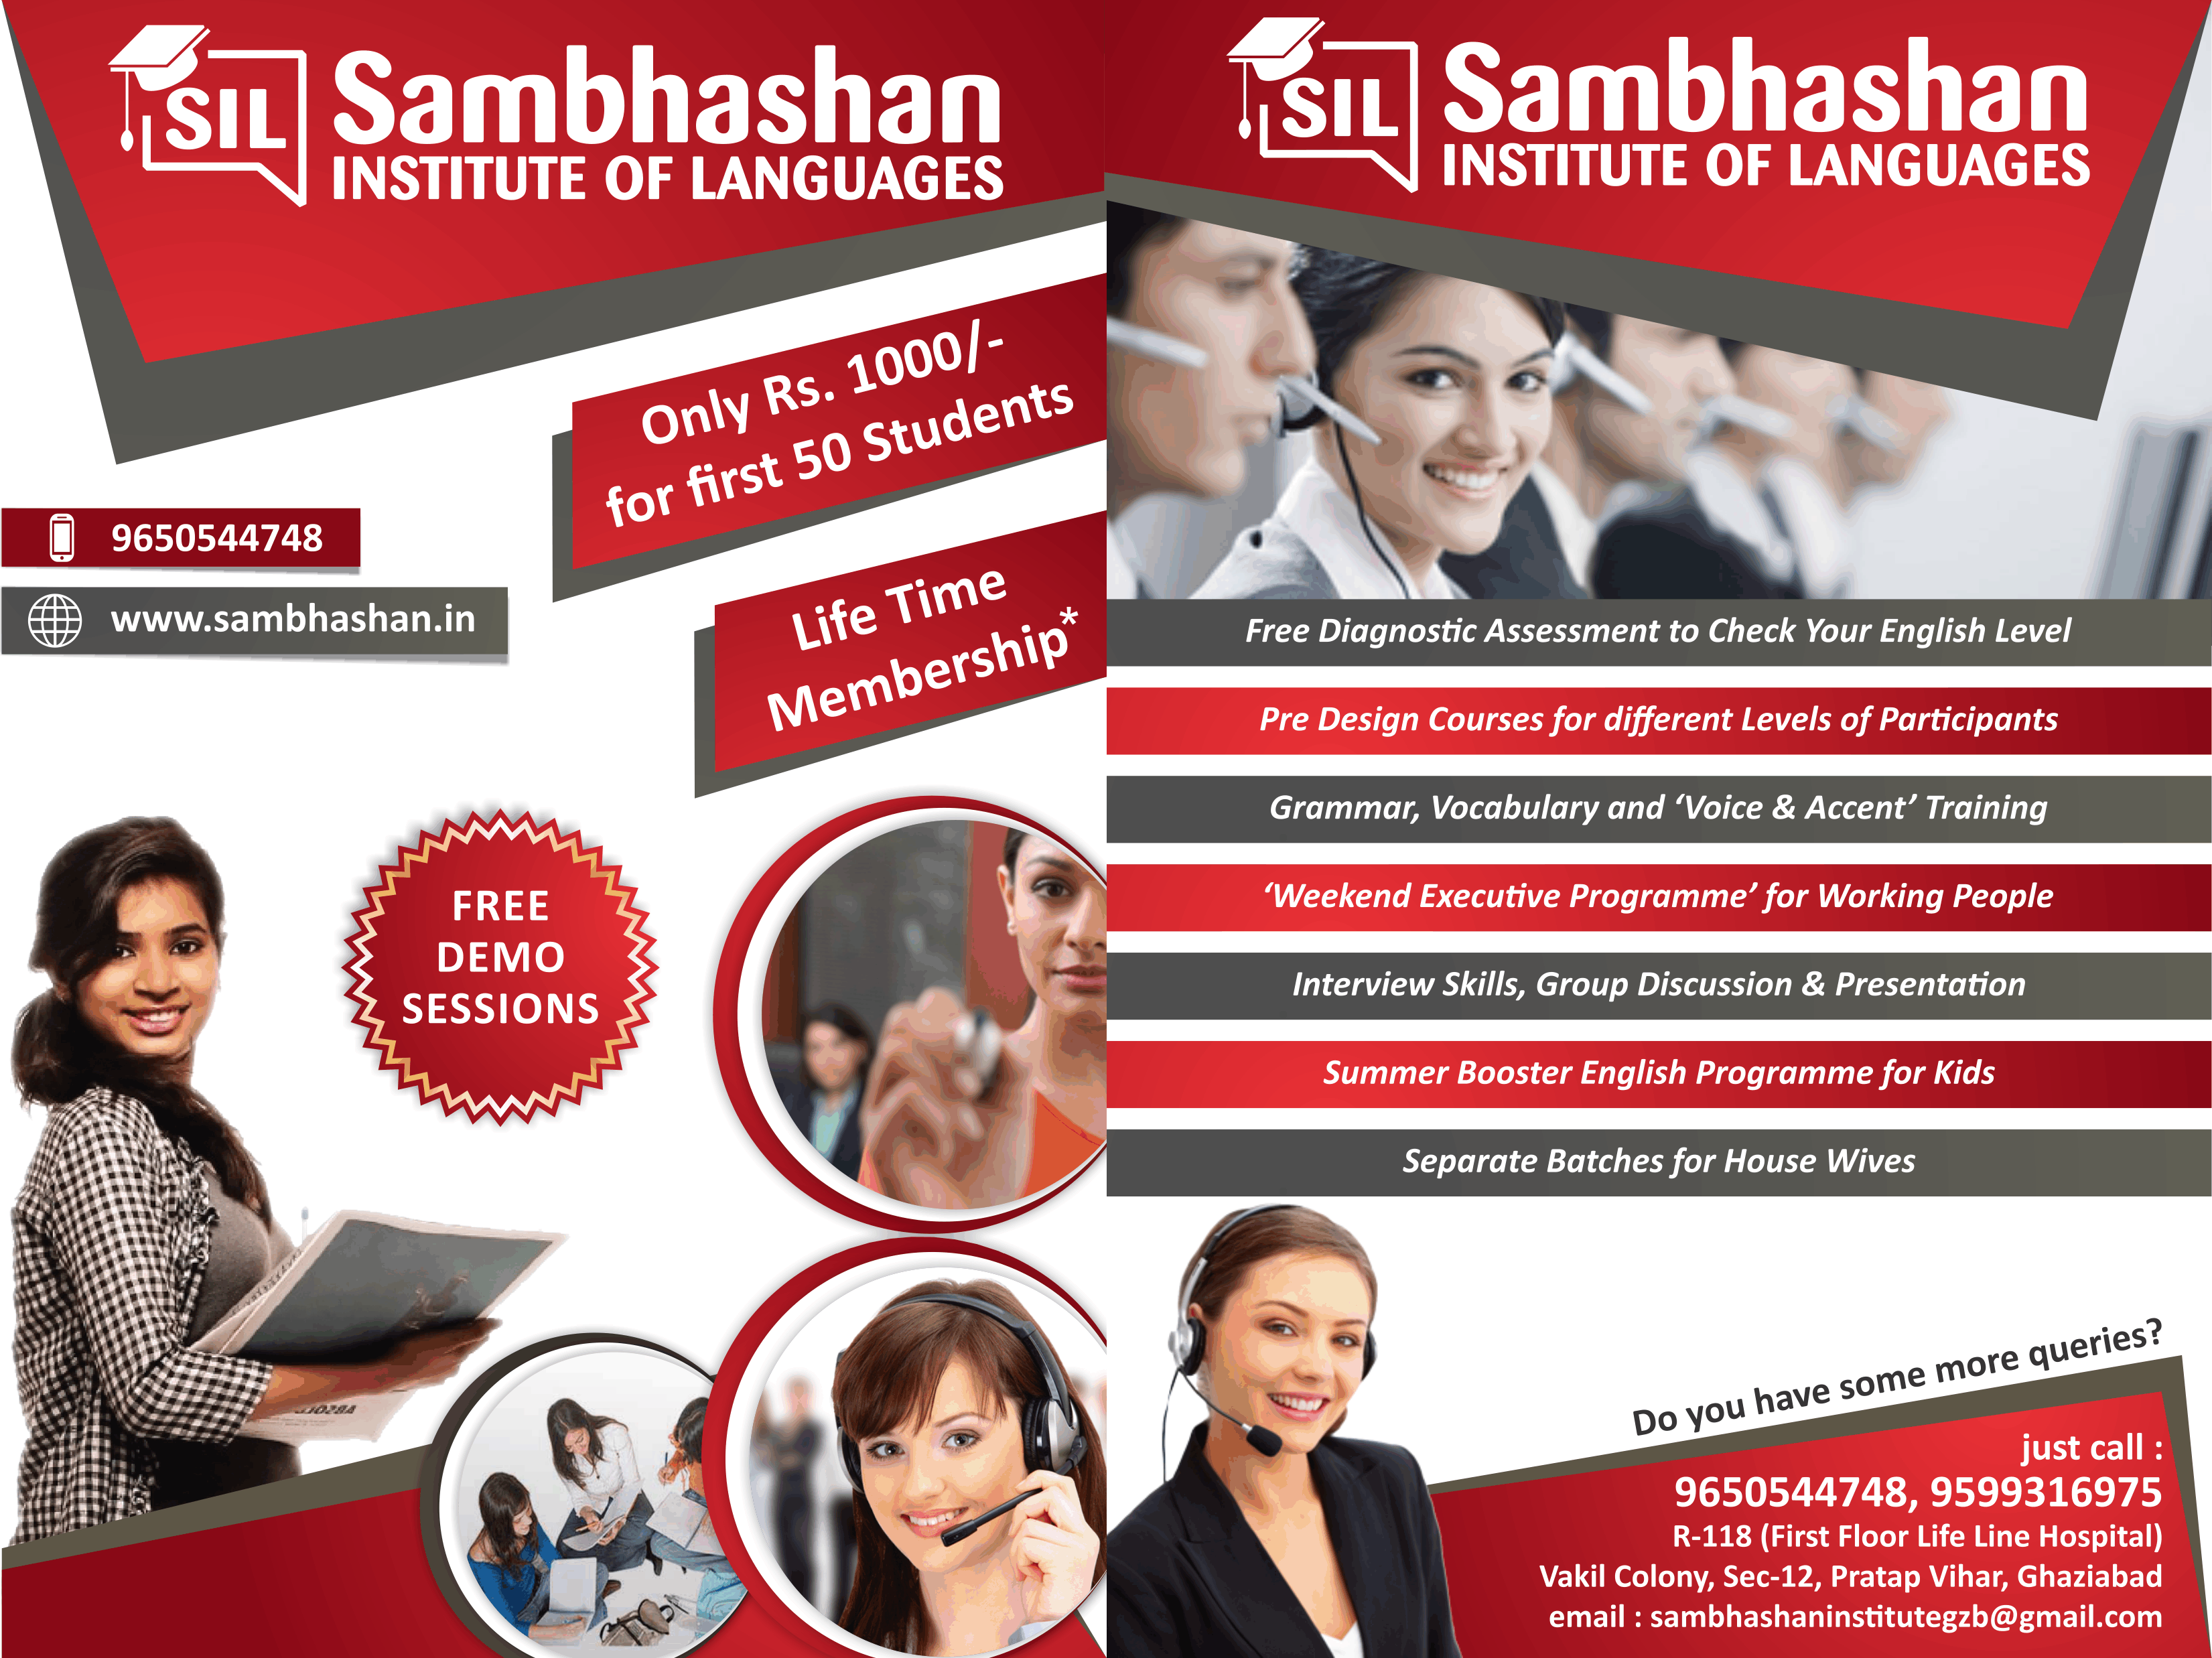 SIL
Sambhashan
INSTITUTE OF LANGUAGES
Only Rs. 1000/-
for first 50 Students
9650544748
www.sambhashan.in
Life Time
Membership*
FREE
DEMO
SESSIONS
SIL
Sambhashan
INSTITUTE OF LANGUAGES
Free Diagnostic Assessment to Check Your English Level
Pre Design Courses for different Levels of Participants
Grammar, Vocabulary and ‘Voice & Accent’ Training
‘Weekend Executive Programme’ for Working People
Interview Skills, Group Discussion & Presentation
Summer Booster English Programme for Kids
Separate Batches for House Wives
Do you have some more queries?
just call :
9650544748, 9599316975
R-118 (First Floor Life Line Hospital)
Vakil Colony, Sec-12, Pratap Vihar, Ghaziabad
email : sambhashaninstitutegzb@gmail.com